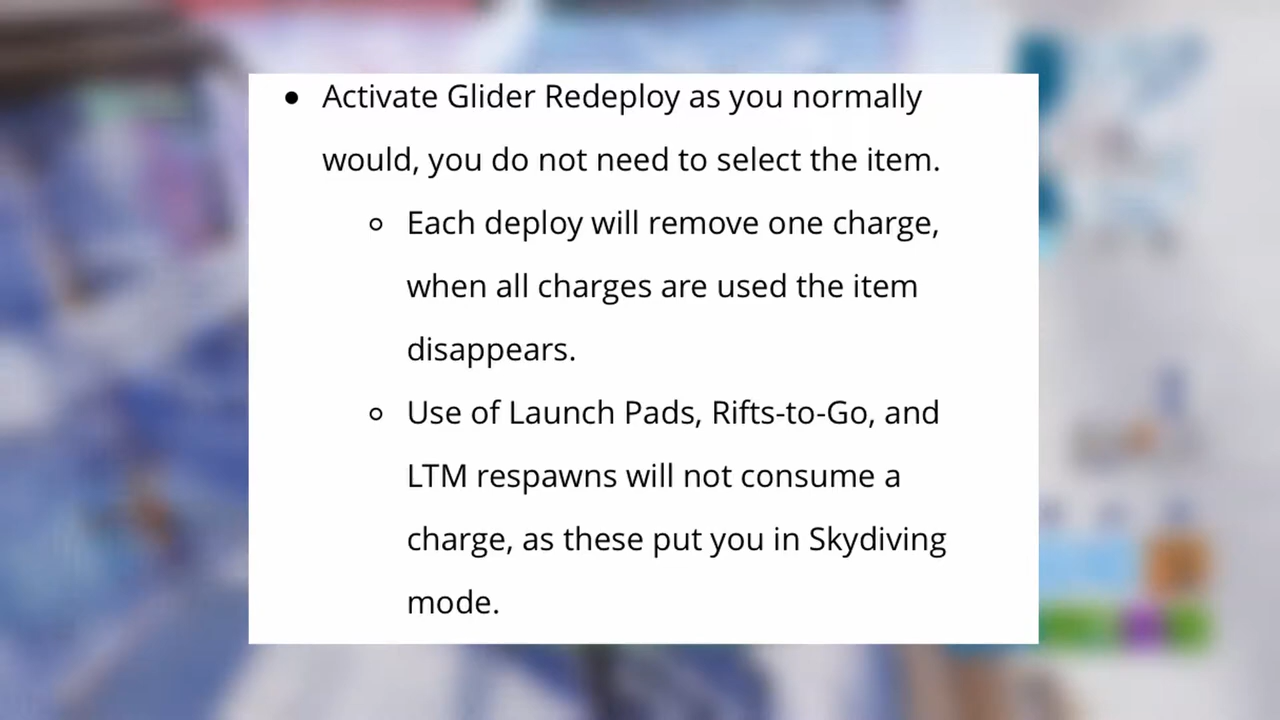 • Activate Glider Redeploy as you normally
would, you do not need to select the item.
○ Each deploy will remove one charge,
when all charges are used the item
disappears.
○ Use of Launch Pads, Rifts-to-Go, and
LTM respawns will not consume a
charge, as these put you in Skydiving
mode.